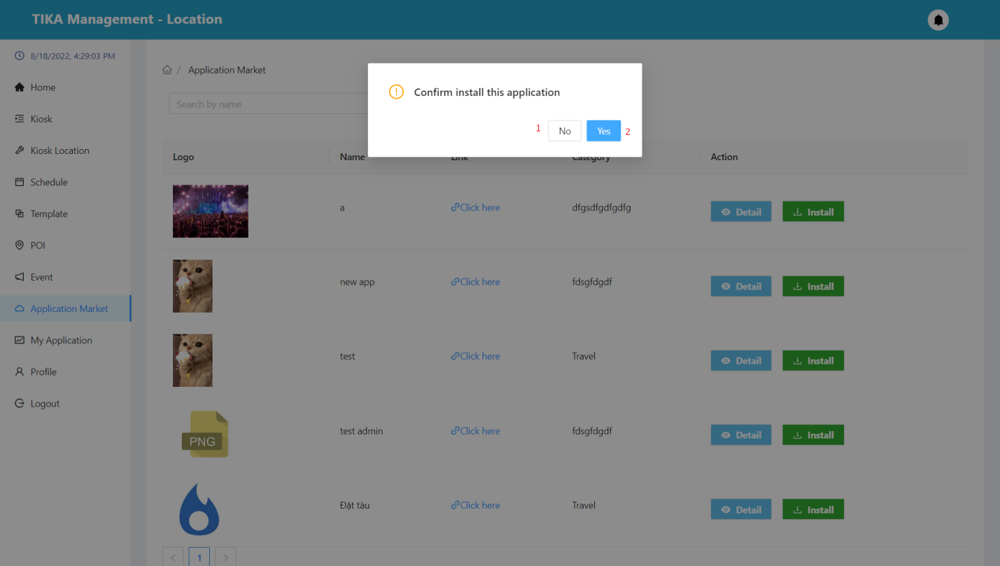 TIKA Management - Location
8/18/2022, 4:29:03 PM
Home
Kiosk
Kiosk Location
Schedule
Template
POI
Event
Application Market
My Application
Profile
Logout
/ Application Market
Search by name
Confirm install this application
1 No Yes 2
Logo Name Link Category Action
a Click here dfgsdfgdfgdfg Detail Install
new app Click here fdsgfdgdf Detail Install
test Click here Travel Detail Install
PNG test admin Click here fdsgfdgdf Detail Install
Đặt tàu Click here Travel Detail Install
< 1 >